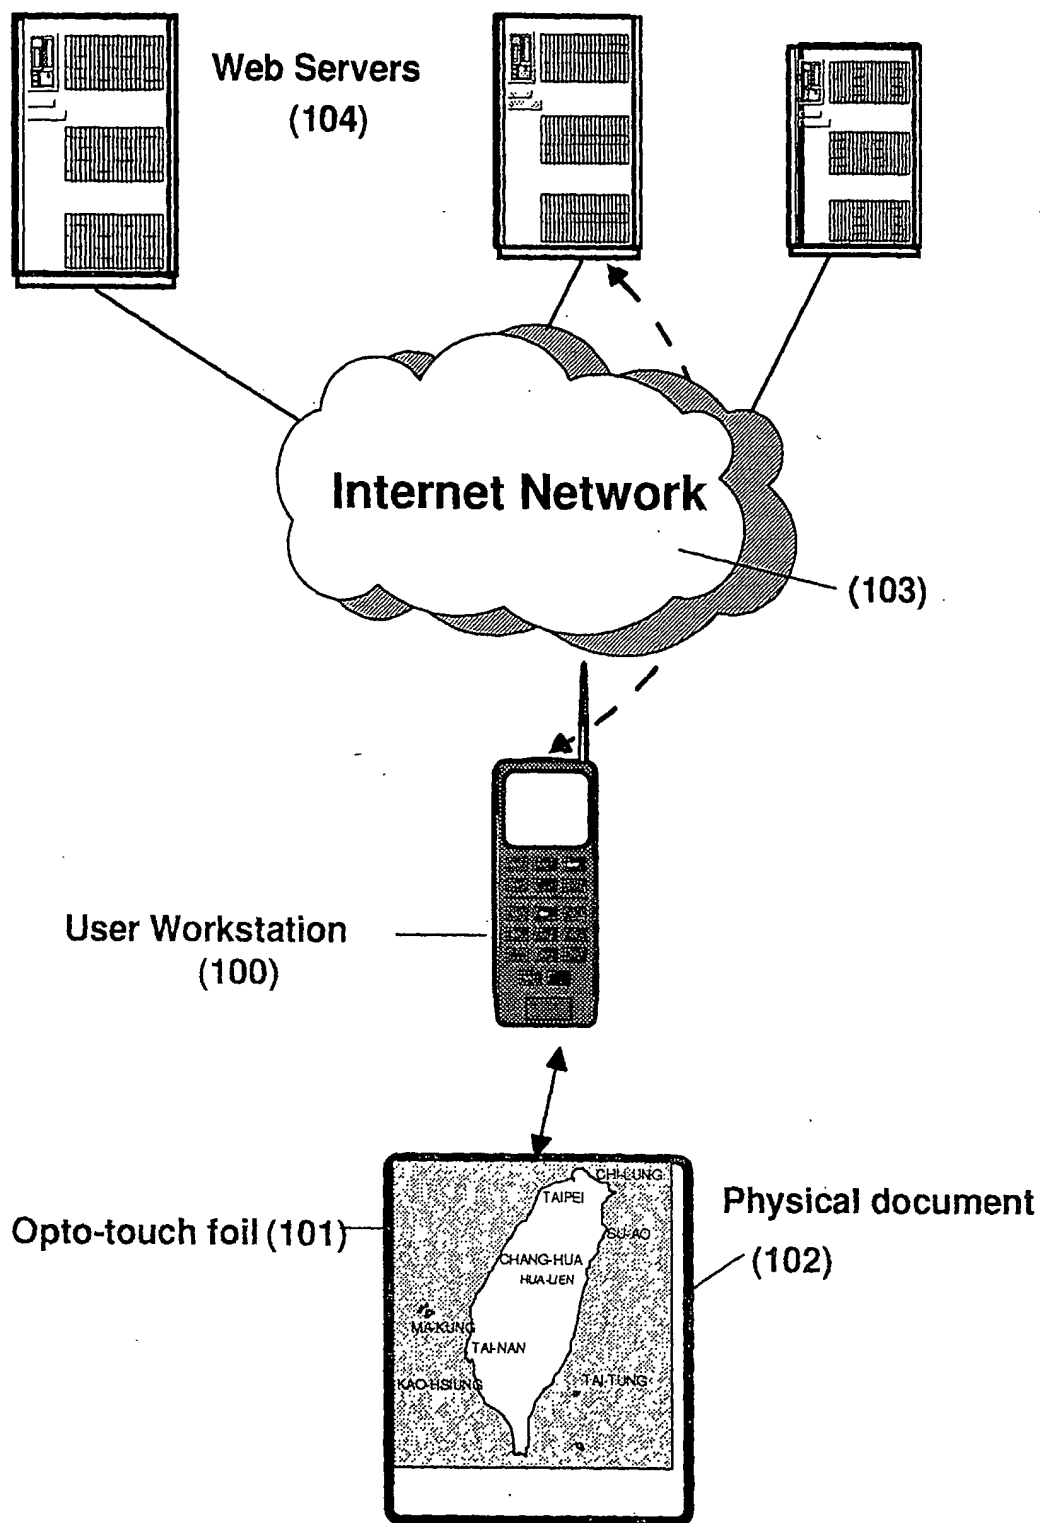 Web Servers
(104)
Internet Network
(103)
User Workstation
(100)
Opto-touch foil (101)
Physical document
(102)
CHI-LUNG
TAIPEI
SU-AO
CHANG-HUA
HUA-LIEN
MA-KUNG
TAI-NAN
KAO-HSIUNG
TAI-TUNG